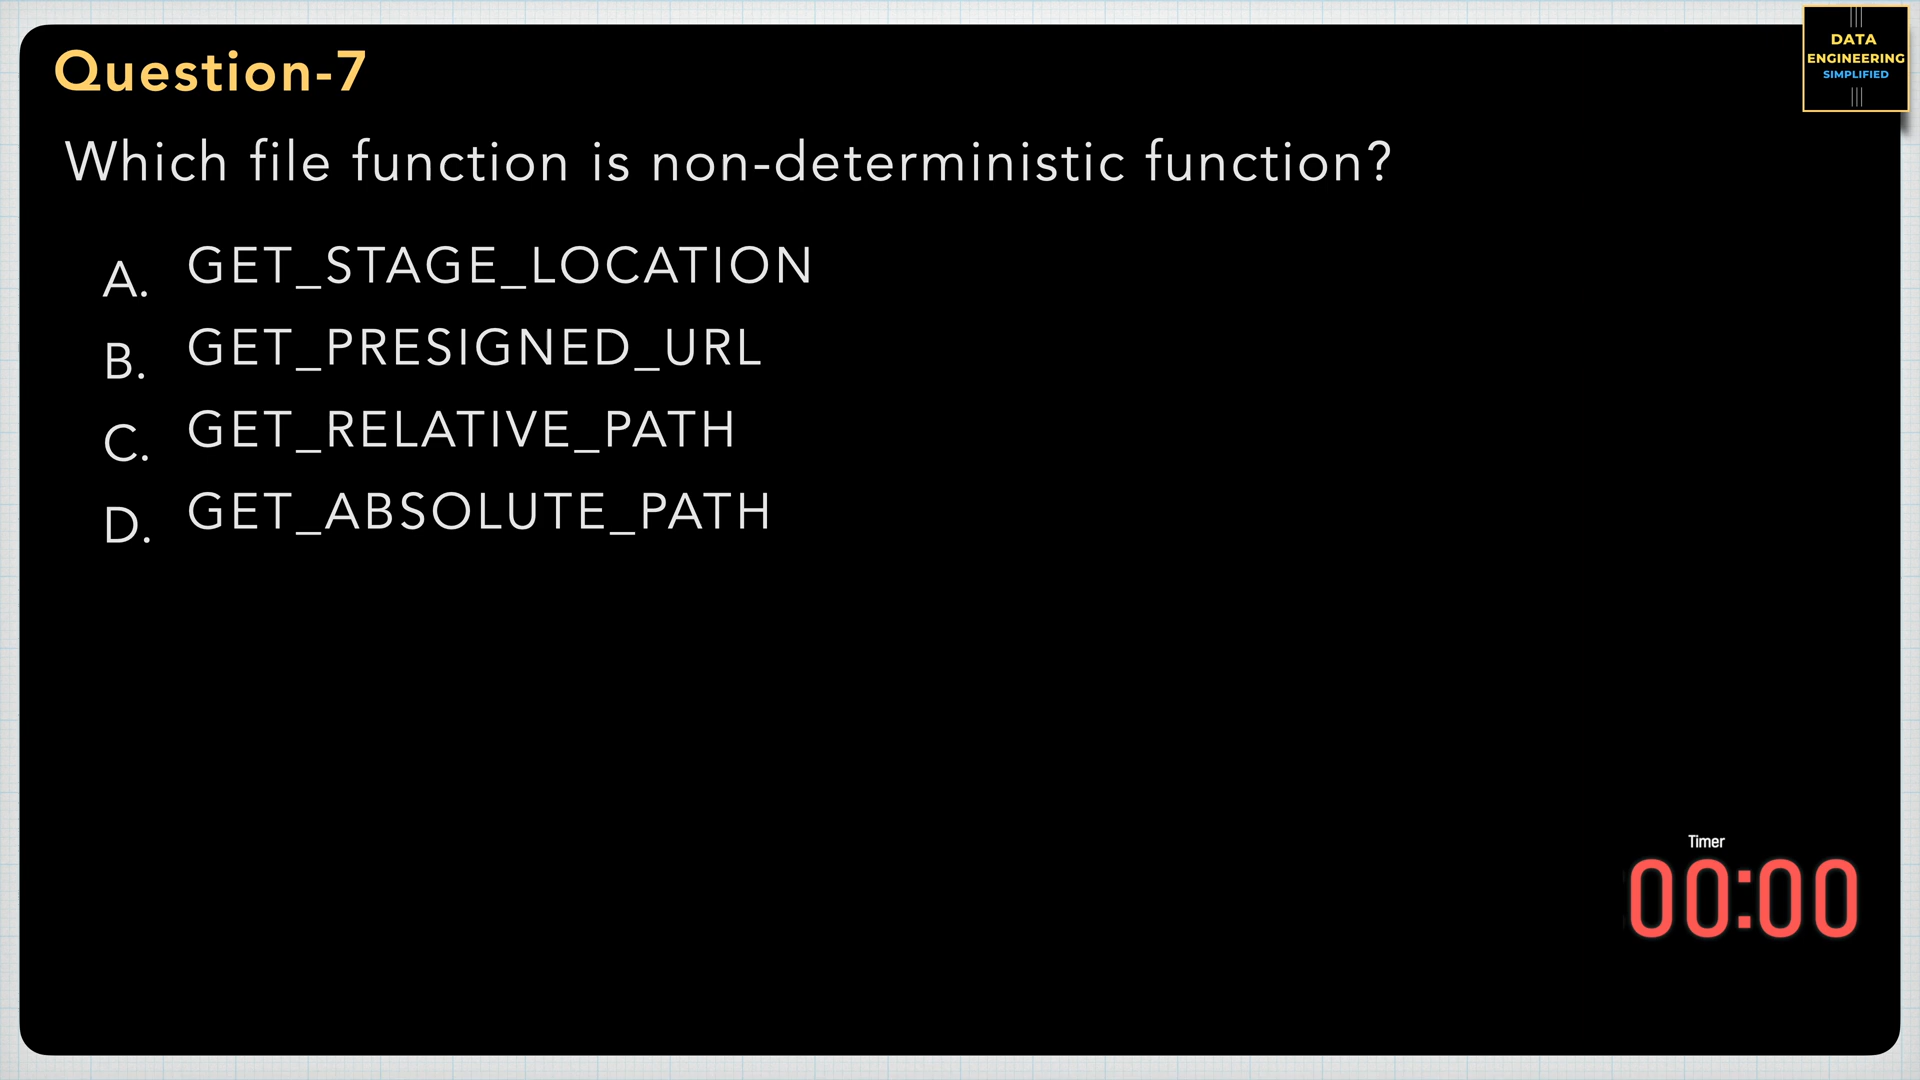 Question-7
DATA
ENGINEERING
SIMPLIFIED
Which file function is non-deterministic function?
A. GET_STAGE_LOCATION
B. GET_PRESIGNED_URL
C. GET_RELATIVE_PATH
D. GET_ABSOLUTE_PATH
Timer
00:00